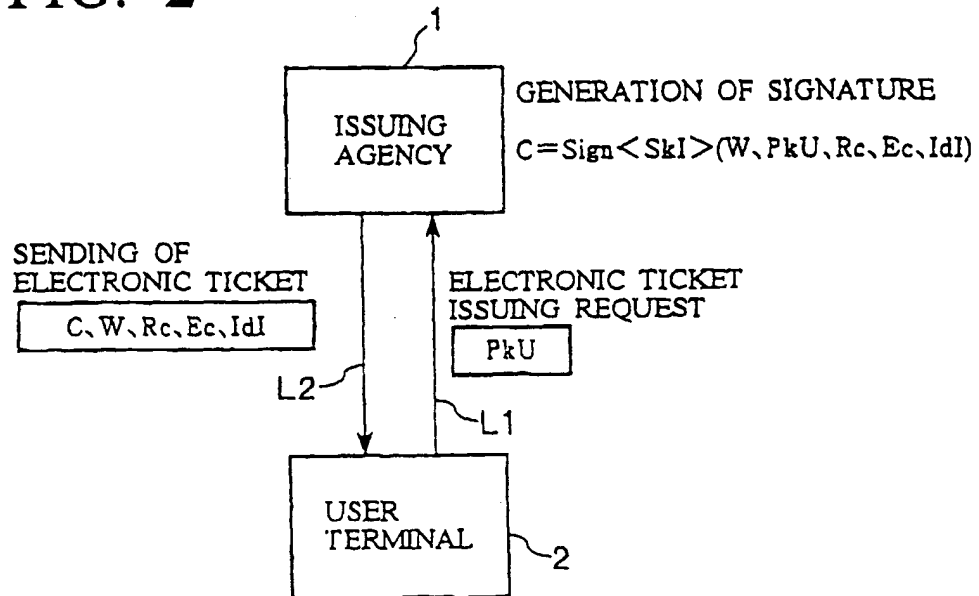 FIG. 2
1
ISSUING
AGENCY
GENERATION OF SIGNATURE
C=Sign<SkI>(W、PkU、Rc、Ec、IdI)
SENDING OF
ELECTRONIC TICKET
C、W、Rc、Ec、IdI
ELECTRONIC TICKET
ISSUING REQUEST
PkU
L2
L1
USER
TERMINAL
2